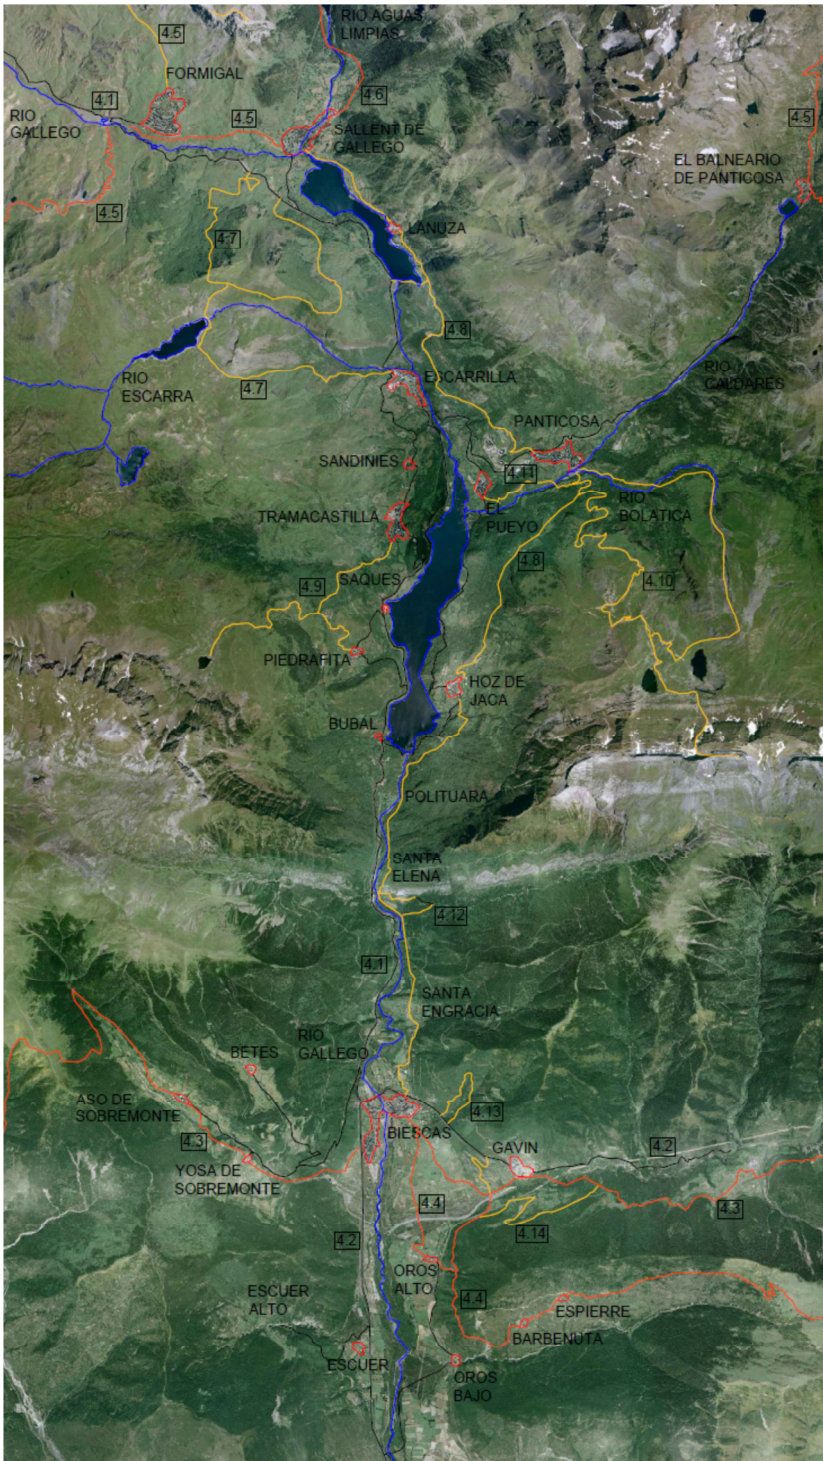 RIO AGUAS
LIMPIAS
4.5
FORMIGAL
4.1
4.6
RIO
GALLEGO
4.5
SALLENT DE
GALLEGO
4.5
EL BALNEARIO
DE PANTICOSA
4.5
LANUZA
4.7
4.8
RIO
ESCARRA
4.7
ESCARRILLA
RIO
CALDARES
PANTICOSA
SANDINIES
4.11
TRAMACASTILLA
EL
PUEYO
RIO
BOLATICA
4.8
4.9
SAQUES
4.10
PIEDRAFITA
HOZ DE
JACA
BUBAL
POLITUARA
SANTA
ELENA
4.12
4.1
SANTA
ENGRACIA
RIO
GALLEGO
BETES
ASO DE
SOBREMONTE
4.13
4.3
BIESCAS
GAVIN
4.2
YOSA DE
SOBREMONTE
4.4
4.3
4.2
4.14
OROS
ALTO
ESCUER
ALTO
4.4
ESPIERRE
BARBENUTA
ESCUER
OROS
BAJO